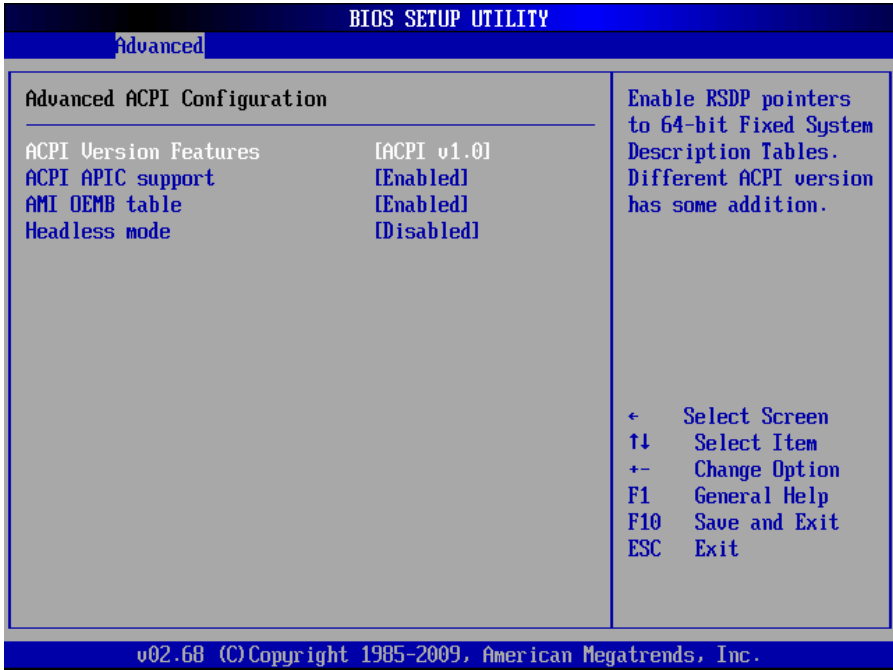 BIOS SETUP UTILITY
Advanced
Advanced ACPI Configuration
ACPI Version Features [ACPI v1.0]
ACPI APIC support [Enabled]
AMI OEMB table [Enabled]
Headless mode [Disabled]
Enable RSDP pointers
to 64-bit Fixed System
Description Tables.
Different ACPI version
has some addition.
← Select Screen
↑↓ Select Item
+- Change Option
F1 General Help
F10 Save and Exit
ESC Exit
v02.68 (C)Copyright 1985-2009, American Megatrends, Inc.